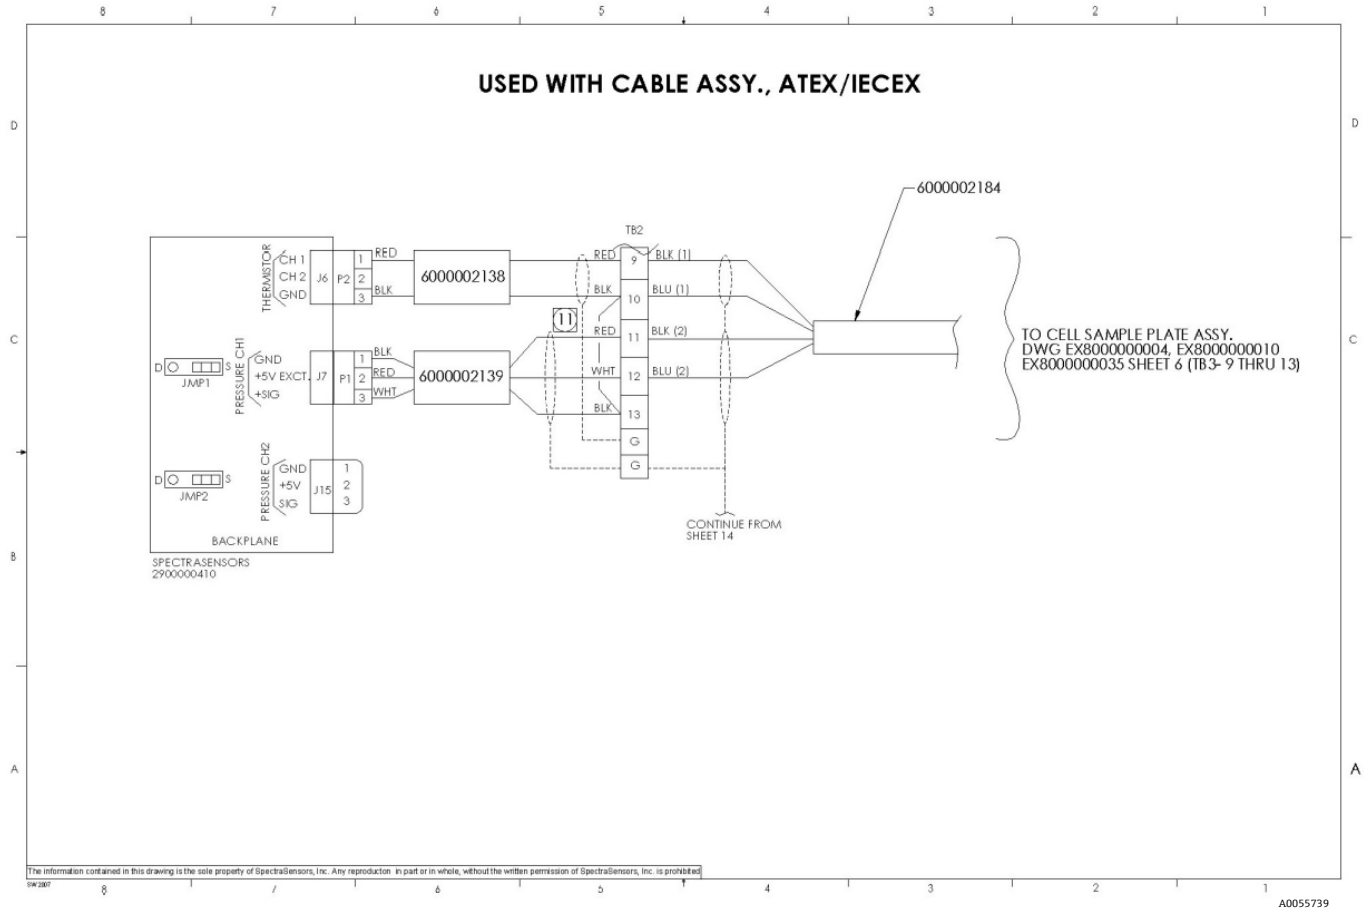 8 7 6 5 4 3 2 1
USED WITH CABLE ASSY., ATEX/IECEX
D D
6000002184
TB2
THERMISTOR
CH 1
CH 2
GND
J6 P2
1
2
3
RED
BLK
6000002138
RED 9 BLK (1)
BLK 10 BLU (1)
11
RED 11 BLK (2)
WHT 12 BLU (2)
BLK 13
G
G
C C
TO CELL SAMPLE PLATE ASSY.
DWG EX8000000004, EX8000000010
EX8000000035 SHEET 6 (TB3- 9 THRU 13)
D S
JMP1
PRESSURE CH1
GND
+5V EXCT.
+SIG
J7 P1
1
2
3
BLK
RED
WHT
6000002139
D S
JMP2
PRESSURE CH2
GND
+5V
SIG
J15
1
2
3
CONTINUE FROM
SHEET 14
BACKPLANE
B
SPECTRASENSORS
2900000410
A A
The information contained in this drawing is the sole property of SpectraSensors, Inc. Any reproducton in part or in whole, without the written permission of SpectraSensors, Inc. is prohibited
SW2007
8 7 6 5 4 3 2 1
A0055739